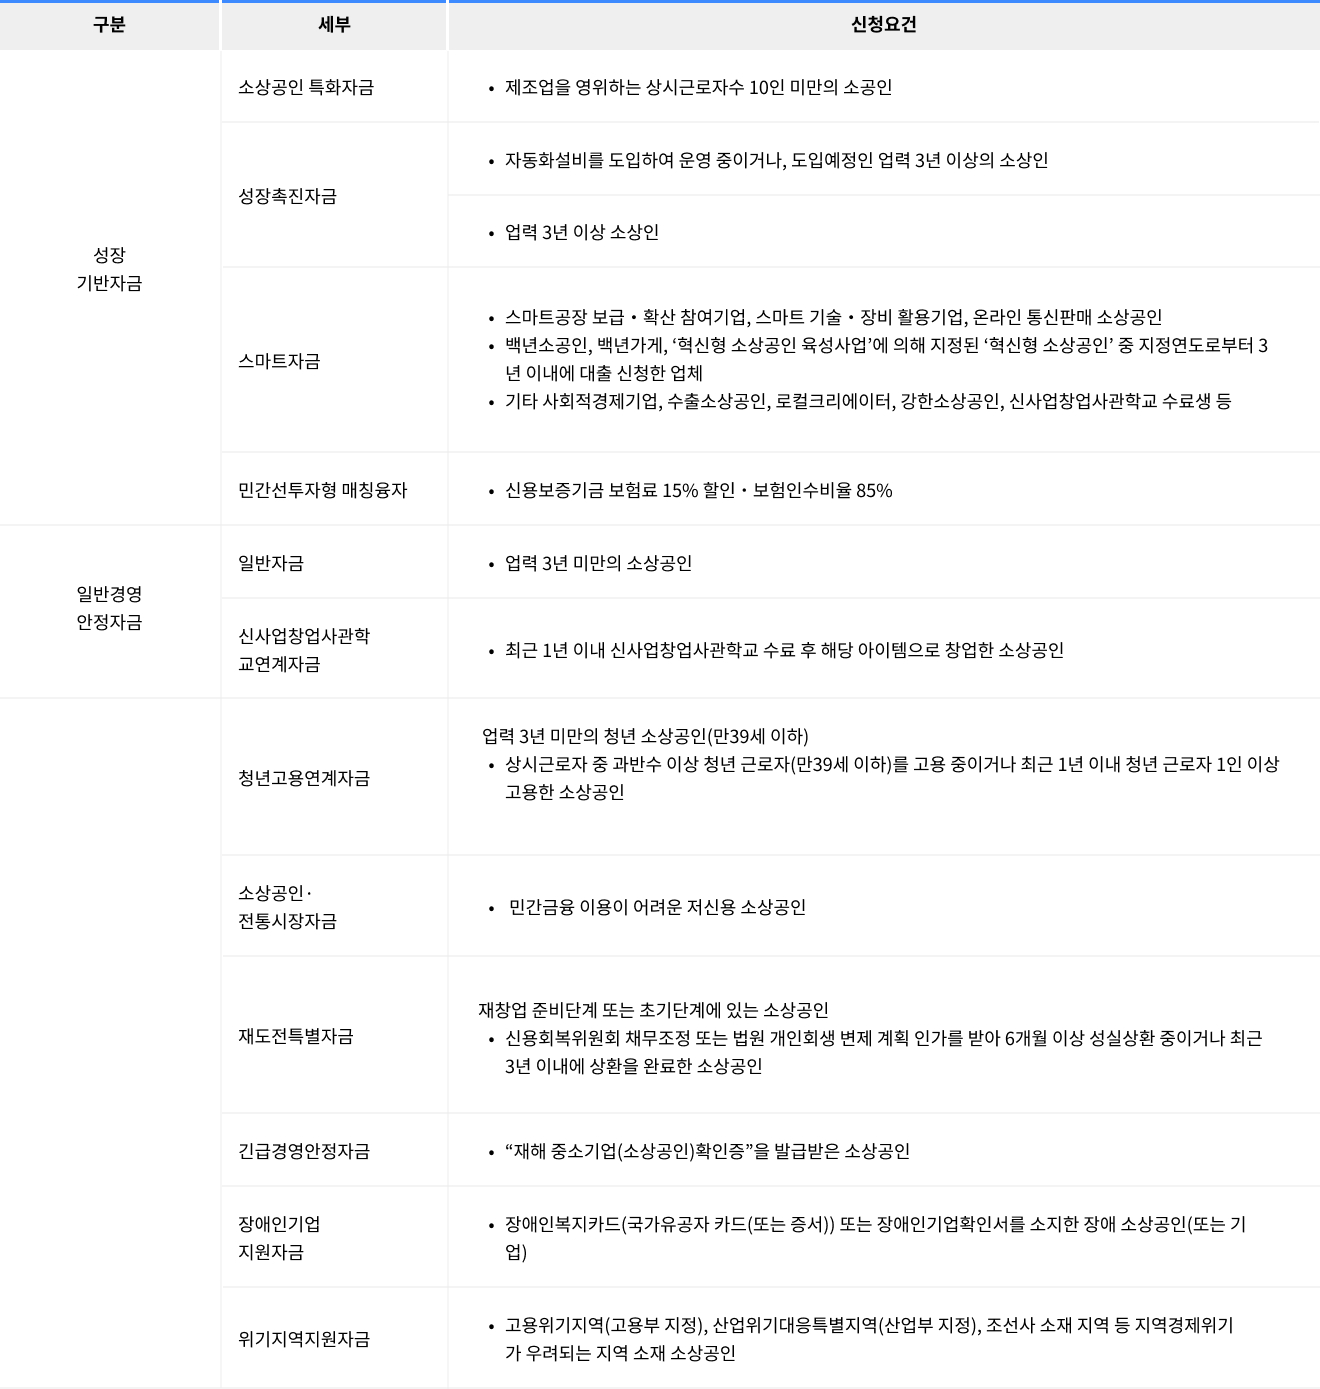 구분 세부 신청요건
성장
기반자금
소상공인 특화자금
• 제조업을 영위하는 상시근로자수 10인 미만의 소공인
성장촉진자금
• 자동화설비를 도입하여 운영 중이거나, 도입예정인 업력 3년 이상의 소상인
• 업력 3년 이상 소상인
스마트자금
• 스마트공장 보급・확산 참여기업, 스마트 기술・장비 활용기업, 온라인 통신판매 소상공인
• 백년소공인, 백년가게, ‘혁신형 소상공인 육성사업’에 의해 지정된 ‘혁신형 소상공인’ 중 지정연도로부터 3
년 이내에 대출 신청한 업체
• 기타 사회적경제기업, 수출소상공인, 로컬크리에이터, 강한소상공인, 신사업창업사관학교 수료생 등
민간선투자형 매칭융자
• 신용보증기금 보험료 15% 할인・보험인수비율 85%
일반경영
안정자금
일반자금
• 업력 3년 미만의 소상공인
신사업창업사관학
교연계자금
• 최근 1년 이내 신사업창업사관학교 수료 후 해당 아이템으로 창업한 소상공인
청년고용연계자금
업력 3년 미만의 청년 소상공인(만39세 이하)
• 상시근로자 중 과반수 이상 청년 근로자(만39세 이하)를 고용 중이거나 최근 1년 이내 청년 근로자 1인 이상
고용한 소상공인
소상공인·
전통시장자금
• 민간금융 이용이 어려운 저신용 소상공인
재도전특별자금
재창업 준비단계 또는 초기단계에 있는 소상공인
• 신용회복위원회 채무조정 또는 법원 개인회생 변제 계획 인가를 받아 6개월 이상 성실상환 중이거나 최근
3년 이내에 상환을 완료한 소상공인
긴급경영안정자금
• “재해 중소기업(소상공인)확인증”을 발급받은 소상공인
장애인기업
지원자금
• 장애인복지카드(국가유공자 카드(또는 증서)) 또는 장애인기업확인서를 소지한 장애 소상공인(또는 기
업)
위기지역지원자금
• 고용위기지역(고용부 지정), 산업위기대응특별지역(산업부 지정), 조선사 소재 지역 등 지역경제위기
가 우려되는 지역 소재 소상공인